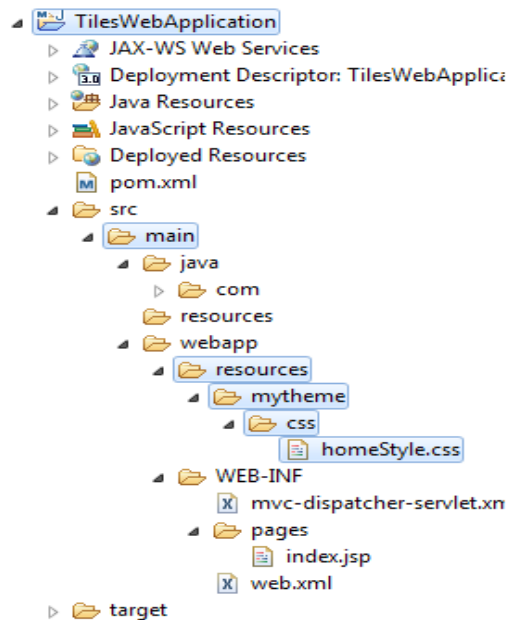 TilesWebApplication
JAX-WS Web Services
Deployment Descriptor: TilesWebApplica
Java Resources
JavaScript Resources
Deployed Resources
pom.xml
src
main
java
com
resources
webapp
resources
mytheme
css
homeStyle.css
WEB-INF
mvc-dispatcher-servlet.xm
pages
index.jsp
web.xml
target